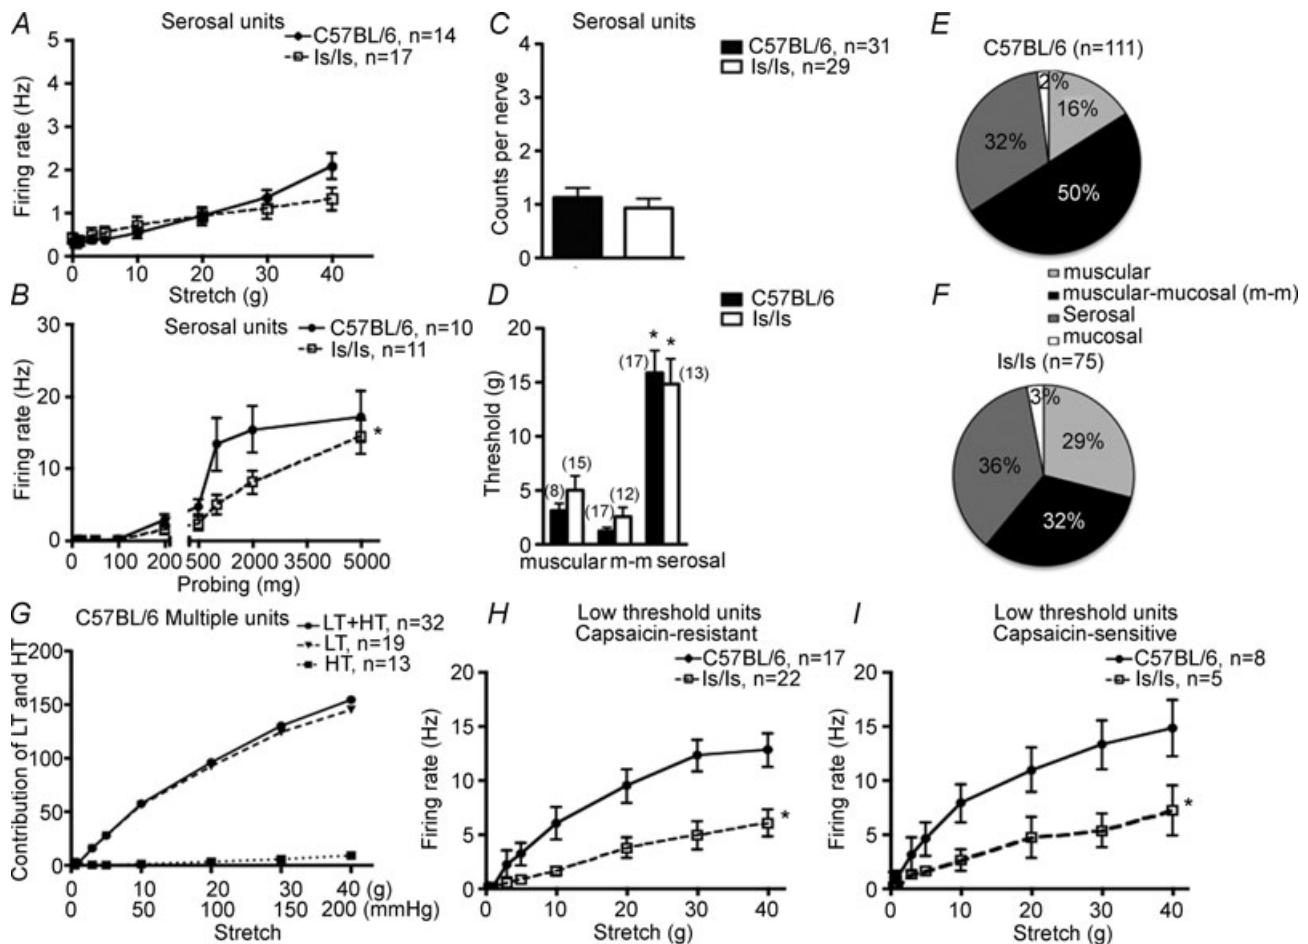 A
Serosal units
C57BL/6, n=14
Is/Is, n=17
Firing rate (Hz)
5
4
3
2
1
0
0 10 20 30 40
Stretch (g)
C
Serosal units
C57BL/6, n=31
Is/Is, n=29
Counts per nerve
4
3
2
1
0
E
C57BL/6 (n=111)
2%
16%
32%
50%
muscular
muscular-mucosal (m-m)
Serosal
mucosal
B
Serosal units
C57BL/6, n=10
Is/Is, n=11
Firing rate (Hz)
30
20
10
0
*
0 100 200 500 2000 3500 5000
Probing (mg)
D
C57BL/6
Is/Is
Threshold (g)
20
15
10
5
0
(8) (15) (17) (12) (17) * * (13)
muscular m-m serosal
F
Is/Is (n=75)
3%
29%
36%
32%
G
C57BL/6 Multiple units
LT+HT, n=32
LT, n=19
HT, n=13
Contribution of LT and HT
200
150
100
50
0
10 20 30 40 (g)
0 50 100 150 200 (mmHg)
Stretch
H
Low threshold units
Capsaicin-resistant
C57BL/6, n=17
Is/Is, n=22
Firing rate (Hz)
20
15
10
5
0
*
0 10 20 30 40
Stretch (g)
I
Low threshold units
Capsaicin-sensitive
C57BL/6, n=8
Is/Is, n=5
Firing rate (Hz)
20
15
10
5
0
*
0 10 20 30 40
Stretch (g)